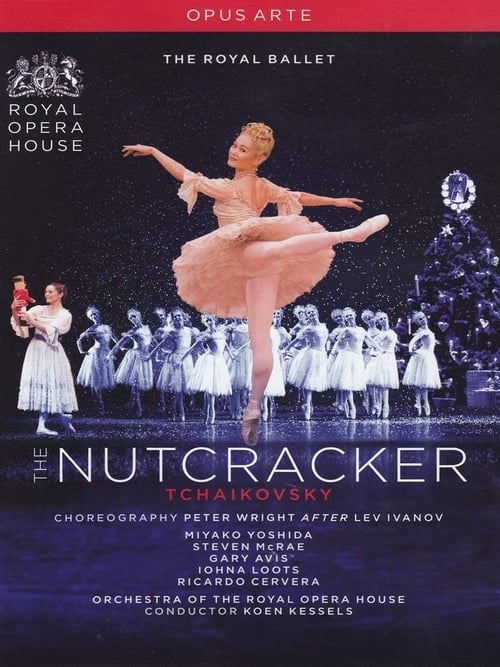 OPUS ARTE
THE ROYAL BALLET
ROYAL
OPERA
HOUSE
THE NUTCRACKER
TCHAIKOVSKY
CHOREOGRAPHY PETER WRIGHT AFTER LEV IVANOV
MIYAKO YOSHIDA
STEVEN McRAE
GARY AVIS
IOHNA LOOTS
RICARDO CERVERA
ORCHESTRA OF THE ROYAL OPERA HOUSE
CONDUCTOR KOEN KESSELS